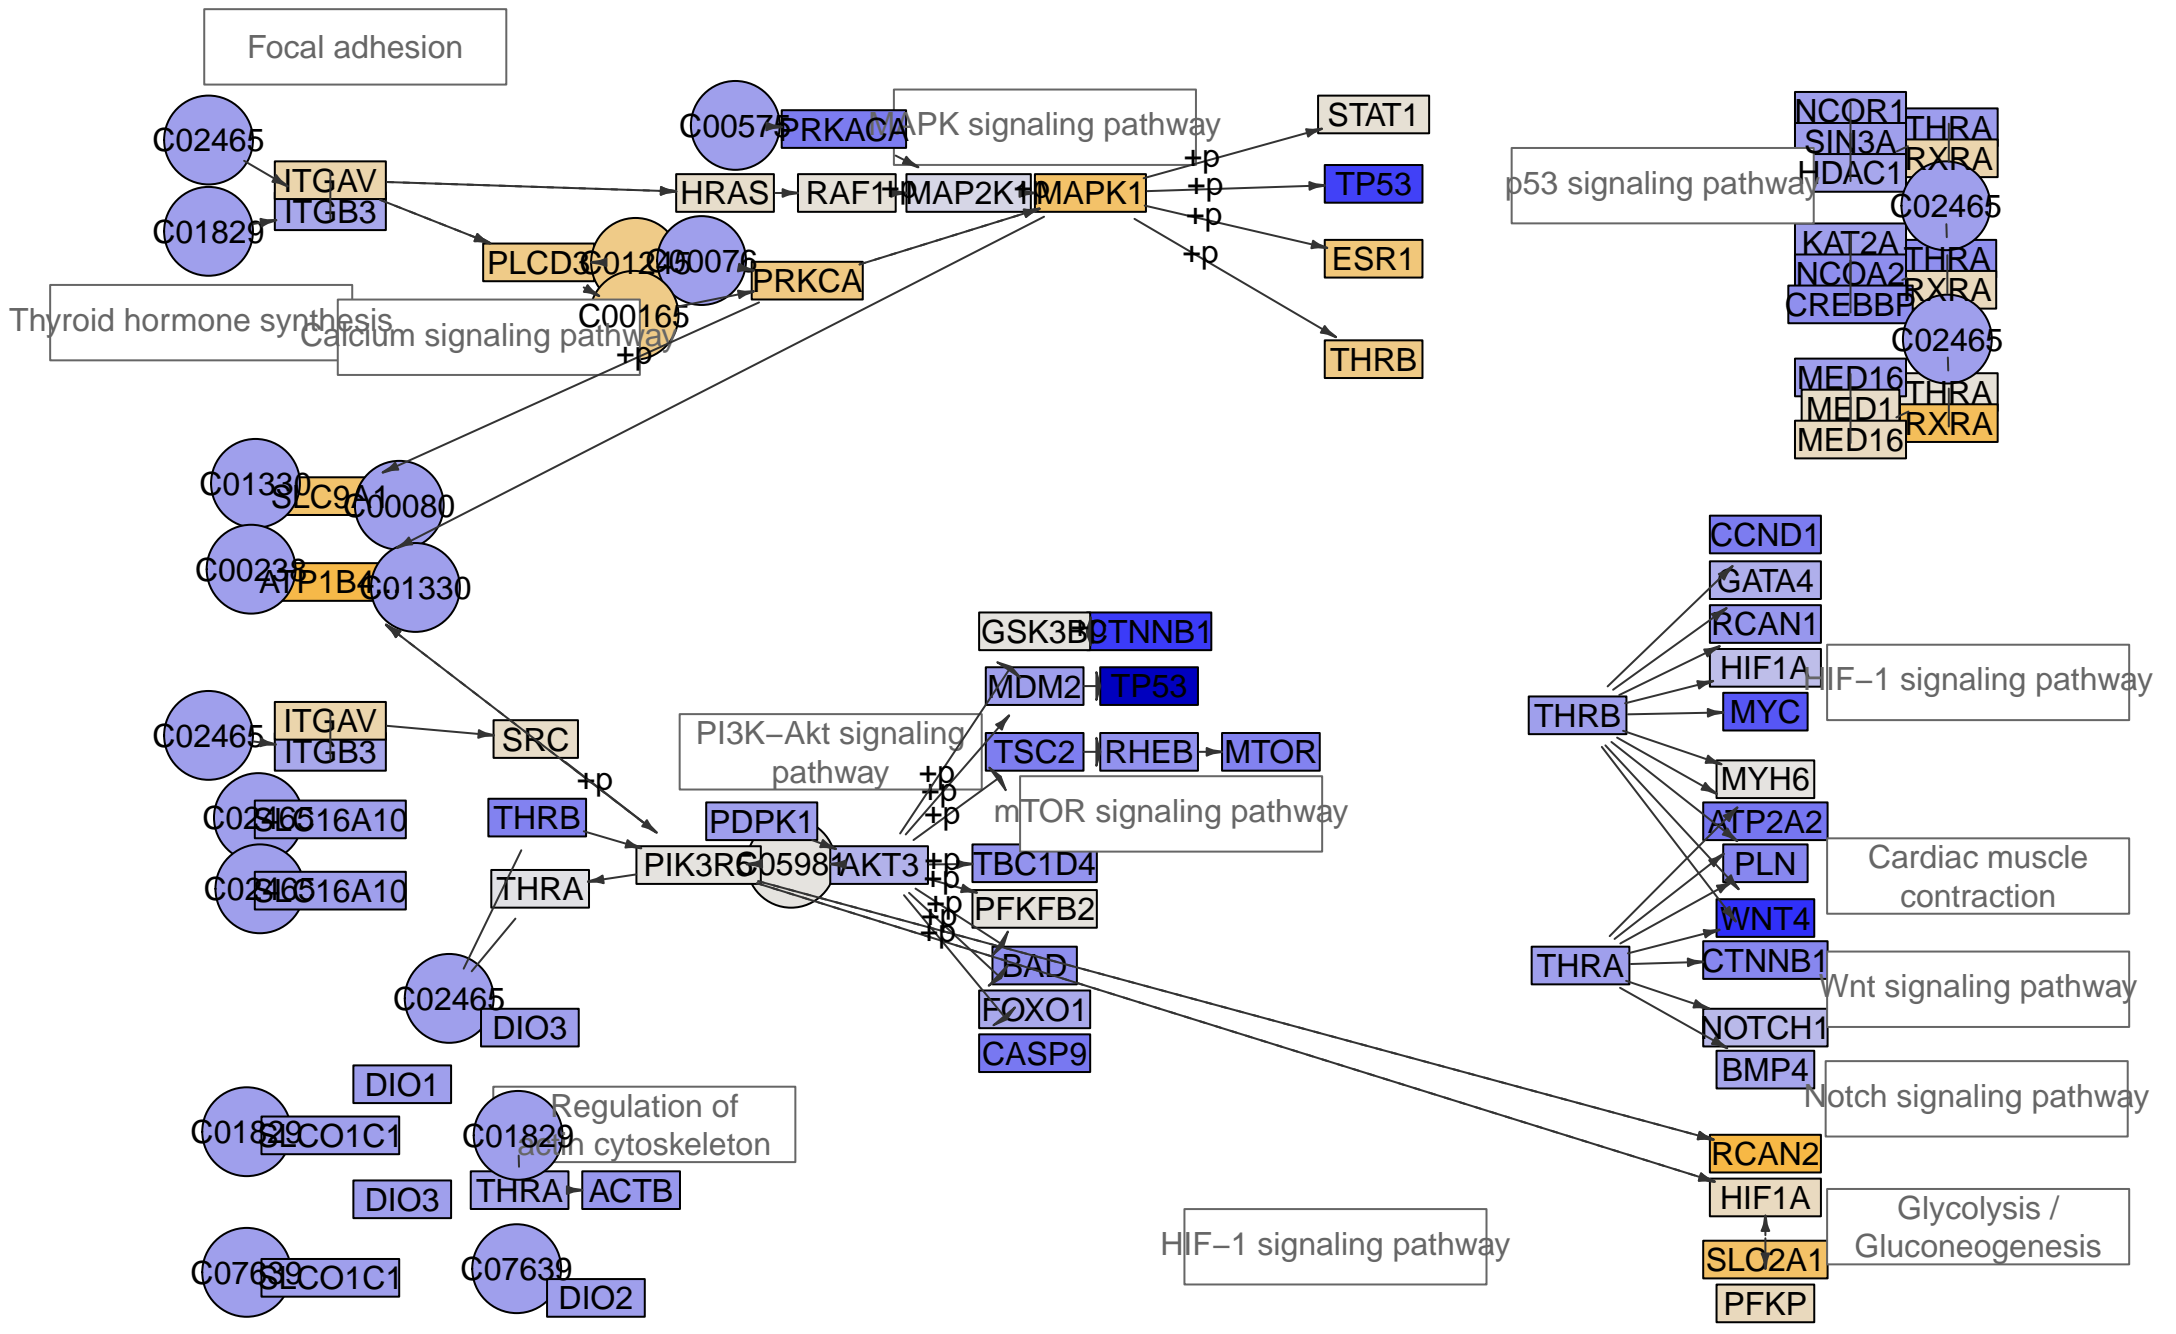 Focal adhesion
C02465
ITGAV
ITGB3
C01829
C00575
PRKACA
MAPK signaling pathway
HRAS
RAF1
+p
MAP2K1
+p
MAPK1
+p
+p
+p
+p
STAT1
TP53
ESR1
THRB
PLCD3
C01245
C00076
PRKCA
C00165
Thyroid hormone synthesis
Calcium signaling pathway
+p
p53 signaling pathway
NCOR1
SIN3A
HDAC1
THRA
RXRA
C02465
KAT2A
NCOA2
CREBBP
THRA
RXRA
C02465
MED16
MED1
MED16
THRA
RXRA
C01330
SLC9A1
C00080
C00238
ATP1B4...
C01330
C02465
ITGAV
ITGB3
SRC
+p
C02465
SLC16A10
C02465
SLC16A10
THRB
THRA
PIK3R6
C05981
PDPK1
AKT3
PI3K−Akt signaling
pathway
GSK3B
+p
CTNNB1
MDM2
TP53
TSC2
RHEB
MTOR
mTOR signaling pathway
+p
+p
+p
+p
+p
+p
+p
+p
TBC1D4
PFKFB2
BAD
FOXO1
CASP9
C02465
DIO3
DIO1
C01829
SLCO1C1
DIO3
C07639
SLCO1C1
Regulation of
actin cytoskeleton
C01829
THRA
ACTB
C07639
DIO2
CCND1
GATA4
RCAN1
HIF1A
HIF−1 signaling pathway
THRB
MYC
MYH6
ATP2A2
PLN
Cardiac muscle
contraction
WNT4
THRA
CTNNB1
Wnt signaling pathway
NOTCH1
BMP4
Notch signaling pathway
RCAN2
HIF1A
Glycolysis /
Gluconeogenesis
SLC2A1
PFKP
HIF−1 signaling pathway